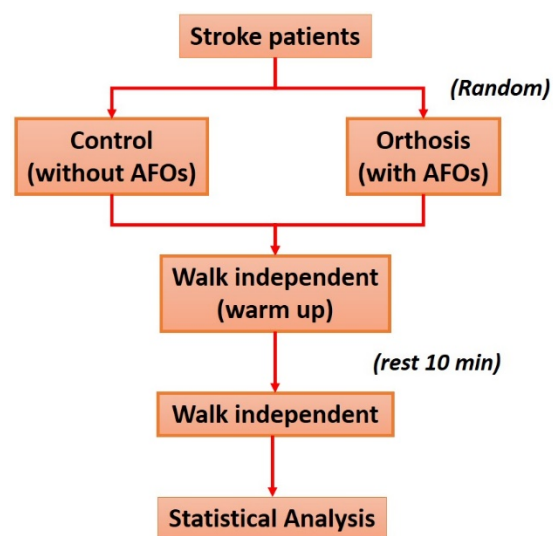 Stroke patients
(Random)
Control
(without AFOs)
Orthosis
(with AFOs)
Walk independent
(warm up)
(rest 10 min)
Walk independent
Statistical Analysis